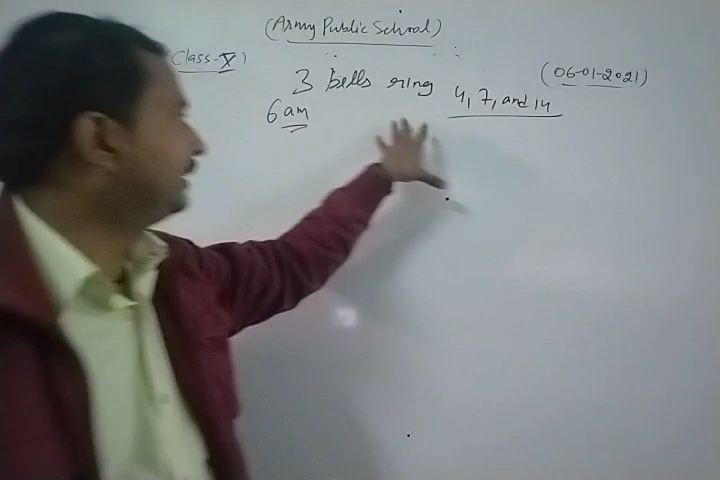 (Army Public School)
(Class-X)
(06-01-2021)
3 bells ring 4, 7, and 14
6 am